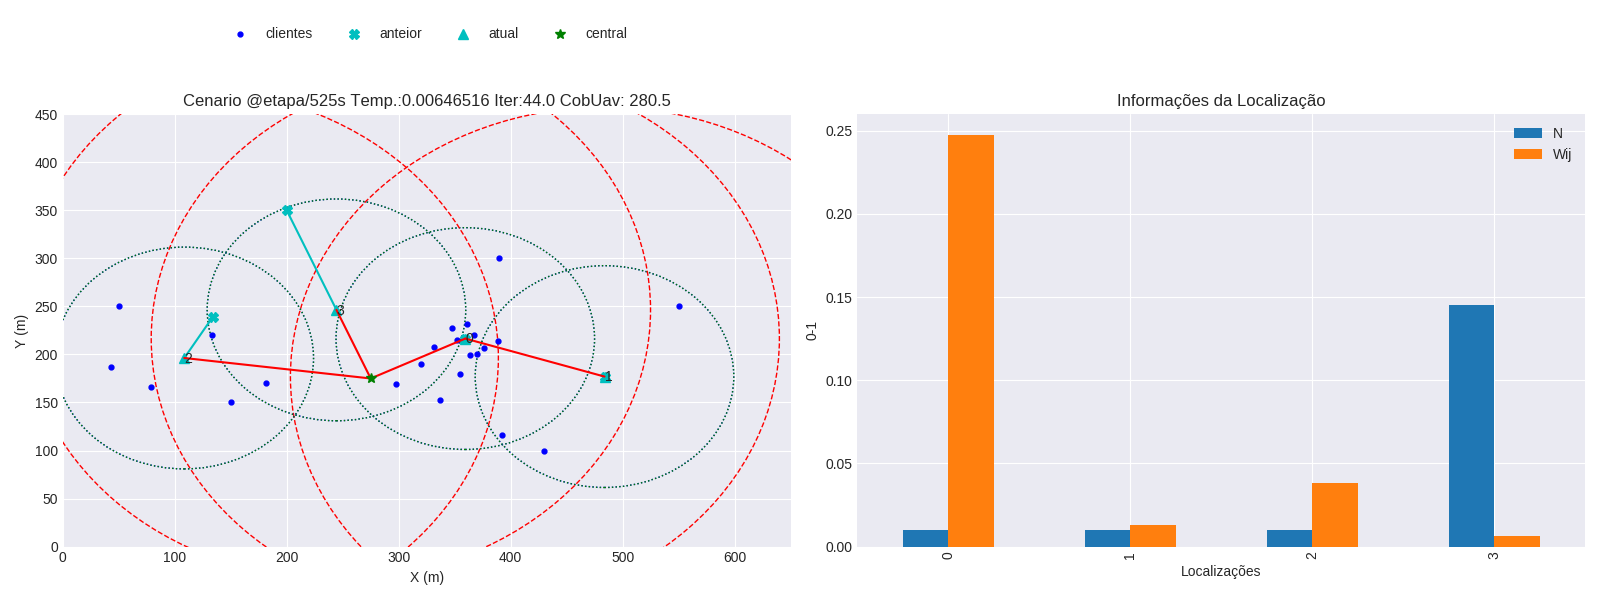 clientes anteior atual central
Cenario @etapa/525s Temp.:0.00646516 Iter:44.0 CobUav: 280.5
450
400
350
300
250
200
150
100
50
0
Y (m)
3
2
0
1
0 100 200 300 400 500 600
X (m)
Informações da Localização
0.25
0.20
0.15
0.10
0.05
0.00
0-1
N
Wij
0 1 2 3
Localizações